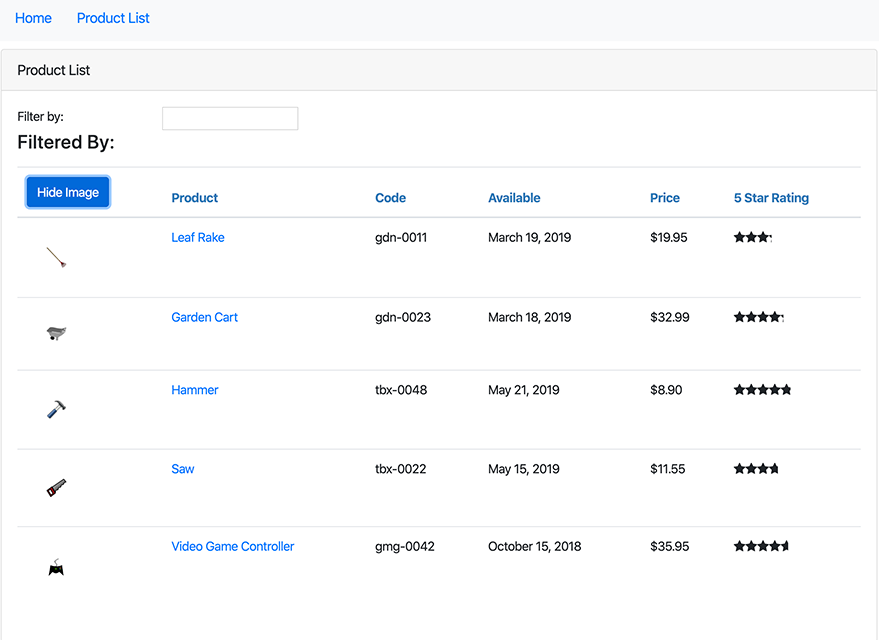 Home Product List
Product List
Filter by:
Filtered By:
Hide Image Product Code Available Price 5 Star Rating
Leaf Rake gdn-0011 March 19, 2019 $19.95
Garden Cart gdn-0023 March 18, 2019 $32.99
Hammer tbx-0048 May 21, 2019 $8.90
Saw tbx-0022 May 15, 2019 $11.55
Video Game Controller gmg-0042 October 15, 2018 $35.95